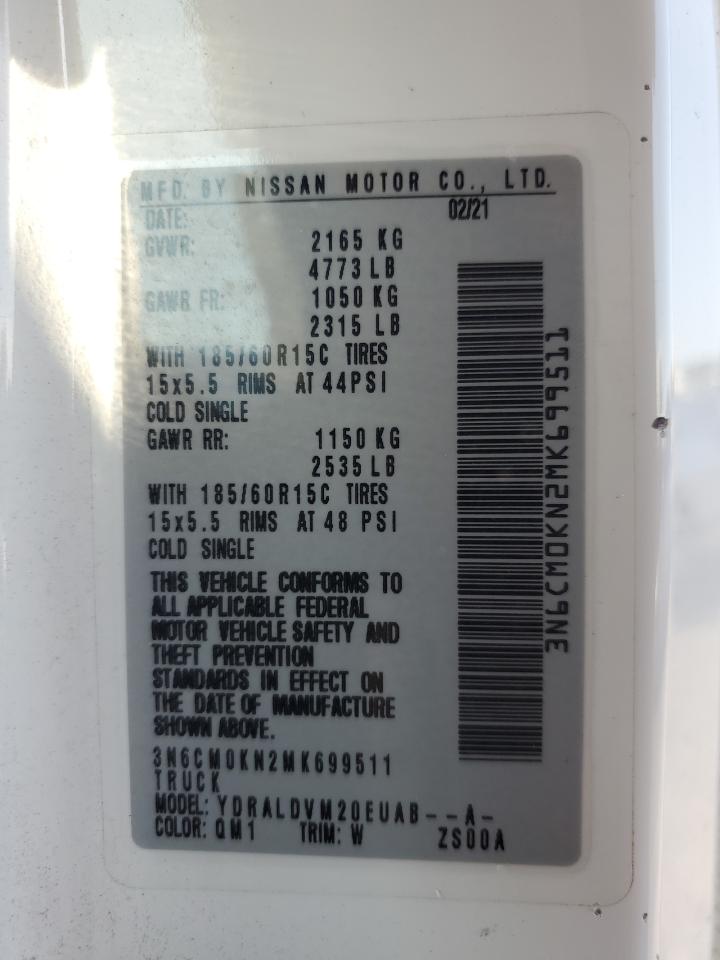 MFD. BY NISSAN MOTOR CO., LTD.
DATE: 02/21
GVWR: 2165 KG
4773 LB
GAWR FR: 1050 KG
2315 LB
WITH 185/60R15C TIRES
15x5.5 RIMS AT 44PSI
COLD SINGLE
GAWR RR: 1150 KG
2535 LB
WITH 185/60R15C TIRES
15x5.5 RIMS AT 48 PSI
COLD SINGLE
THIS VEHICLE CONFORMS TO
ALL APPLICABLE FEDERAL
MOTOR VEHICLE SAFETY AND
THEFT PREVENTION
STANDARDS IN EFFECT ON
THE DATE OF MANUFACTURE
SHOWN ABOVE.
3N6CM0KN2MK699511
TRUCK
MODEL: YDRALDVM20EUAB--A-
COLOR: QM1 TRIM: W ZS00A
3N6CM0KN2MK699511